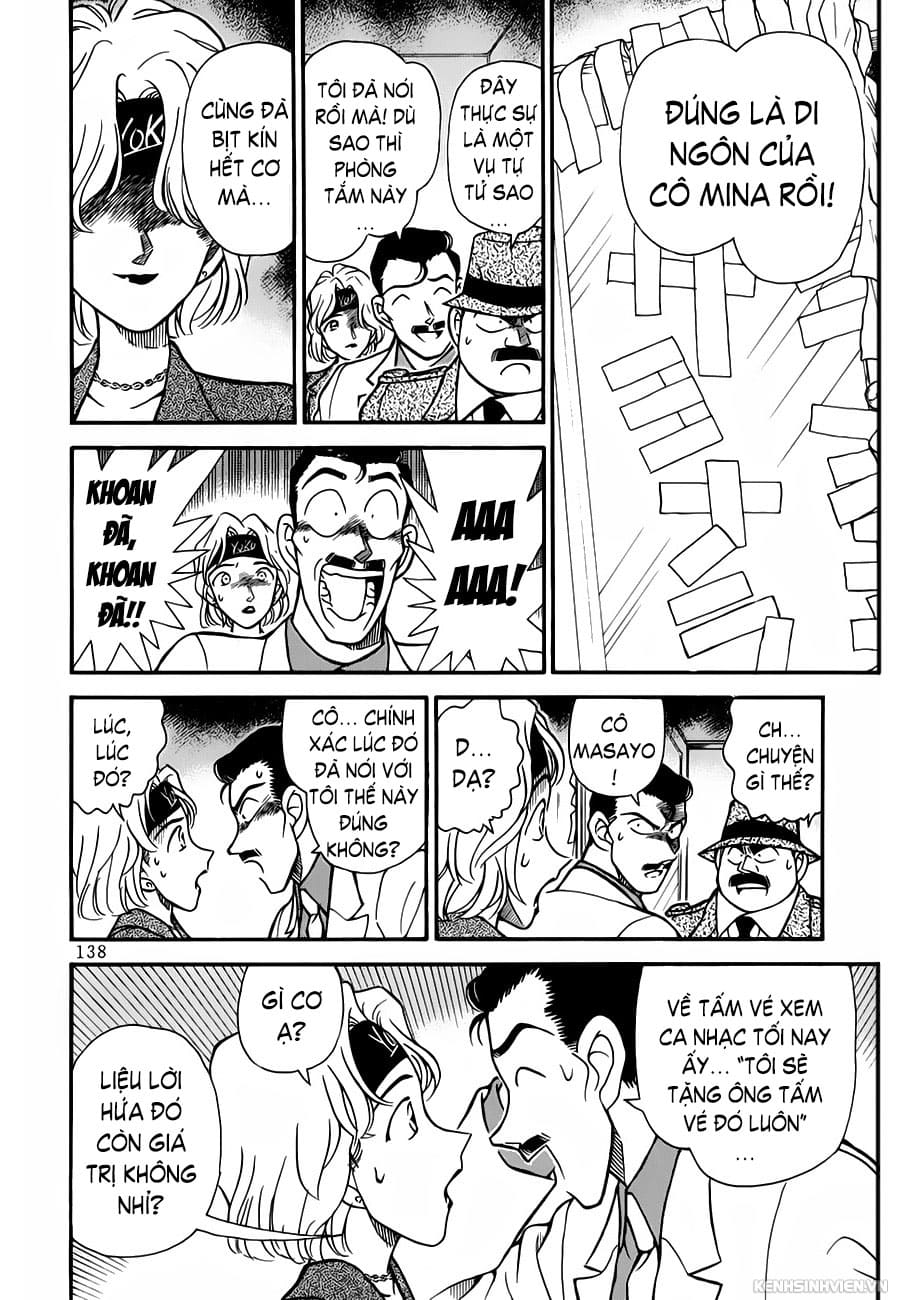 ĐÚNG LÀ DI
NGÔN CỦA
CÔ MINA RỒI!
ĐÂY
THỰC SỰ
LÀ MỘT
VỤ TỰ
TỬ SAO
...
TÔI ĐÃ NÓI
RỒI MÀ! DÙ
SAO THÌ
PHÒNG
TẮM NÀY
...
CŨNG ĐÃ
BỊT KÍN
HẾT CƠ
MÀ...
YOKO
YOKO
AAA
AAA!
KHOAN
ĐÃ,
KHOAN
ĐÃ!!
YOKO
CH...
CHUYỆN
GÌ THẾ?
CÔ
MASAYO
!
D...
DẠ?
CÔ... CHÍNH
XÁC LÚC ĐÓ
ĐÃ NÓI VỚI
TÔI THẾ NÀY
ĐÚNG
KHÔNG?
LÚC,
LÚC
ĐÓ?
138
VỀ TẤM VÉ XEM
CA NHẠC TỐI NAY
ẤY... "TÔI SẼ
TẶNG ÔNG TẤM
VÉ ĐÓ LUÔN"
...
GÌ CƠ
Ạ?
LIỆU LỜI
HỨA ĐÓ
CÒN GIÁ
TRỊ KHÔNG
NHỈ?
KENHSINHVIEN.VN